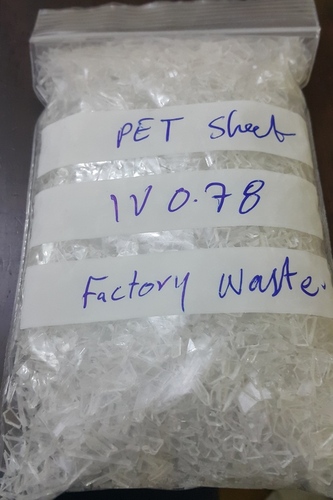 PET Sheet
IV 0.78
Factory Waste.